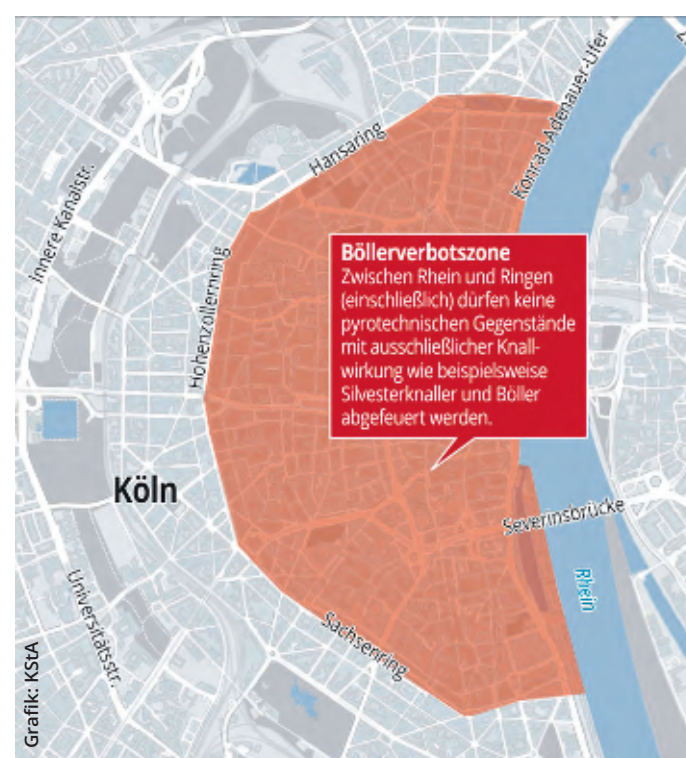 Konrad-Adenauer-Ufer
Hansaring
Innere Kanalstr.
Hohenzollernring
Böllerverbotszone
Zwischen Rhein und Ringen
(einschließlich) dürfen keine
pyrotechnischen Gegenstände
mit ausschließlicher Knall-
wirkung wie beispielsweise
Silvesterknaller und Böller
abgefeuert werden.
Köln
Severinsbrücke
Rhein
Universitätsstr.
Sachsenring
Grafik: KStA